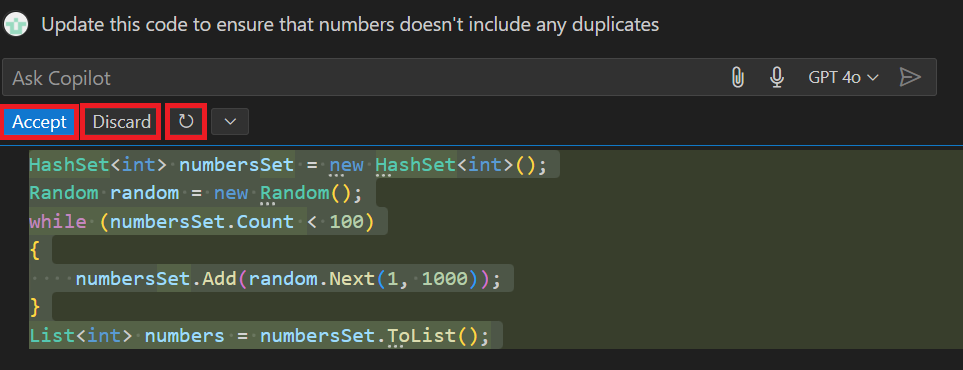 Update this code to ensure that numbers doesn't include any duplicates
Ask Copilot GPT 4o
Accept Discard
HashSet<int> numbersSet = new HashSet<int>();
Random random = new Random();
while (numbersSet.Count < 100)
{
    numbersSet.Add(random.Next(1, 1000));
}
List<int> numbers = numbersSet.ToList();